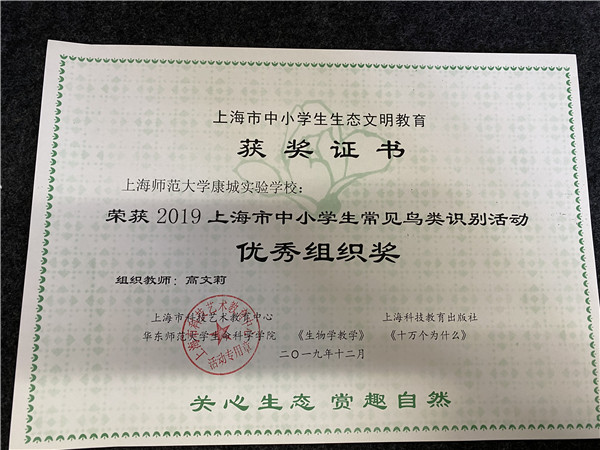 上海市中小学生生态文明教育
获奖证书
上海师范大学康城实验学校：
荣获 2019 上海市中小学生常见鸟类识别活动
优秀组织奖
组织教师：高文莉
上海市科技艺术教育中心 上海科技教育出版社
华东师范大学生命科学学院 《生物学教学》 《十万个为什么》
二〇一九年十二月
活动专用章
关心生态 赏趣自然